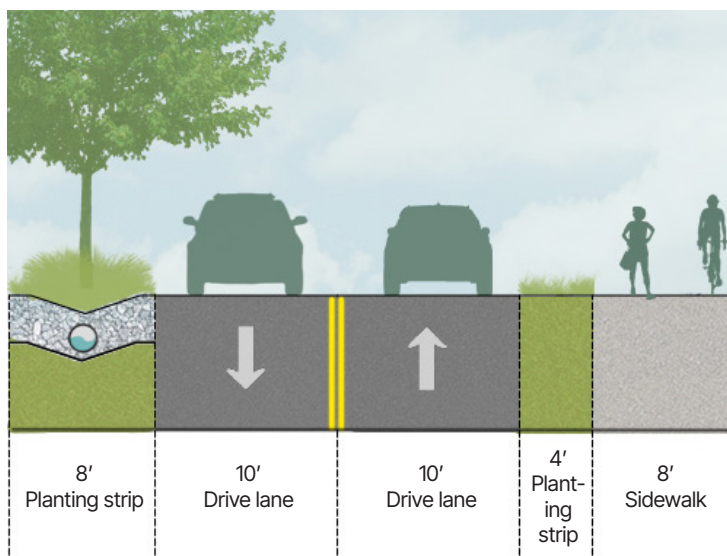 8′
Planting strip
10′
Drive lane
10′
Drive lane
4′
Plant-
ing
strip
8′
Sidewalk